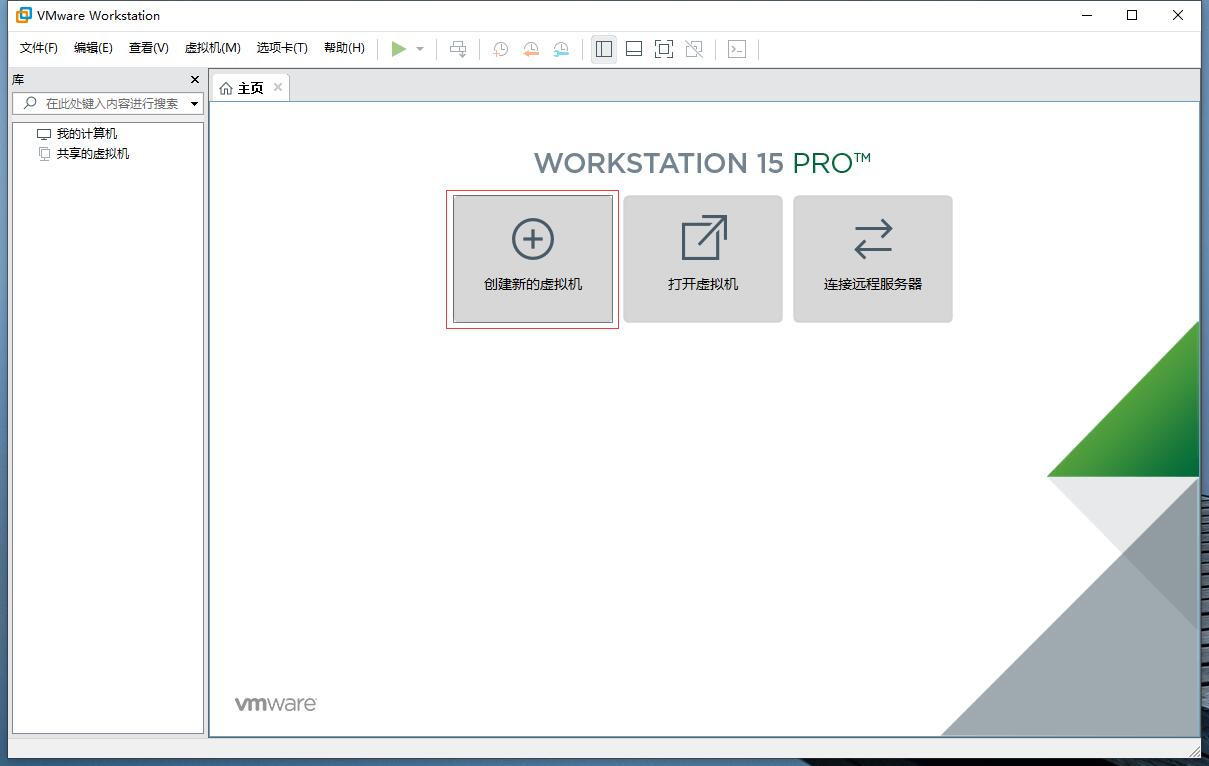 VMware Workstation
文件(F) 编辑(E) 查看(V) 虚拟机(M) 选项卡(T) 帮助(H)
库
在此处键入内容进行搜索
我的计算机
共享的虚拟机
主页
WORKSTATION 15 PRO™
创建新的虚拟机 打开虚拟机 连接远程服务器
vmware